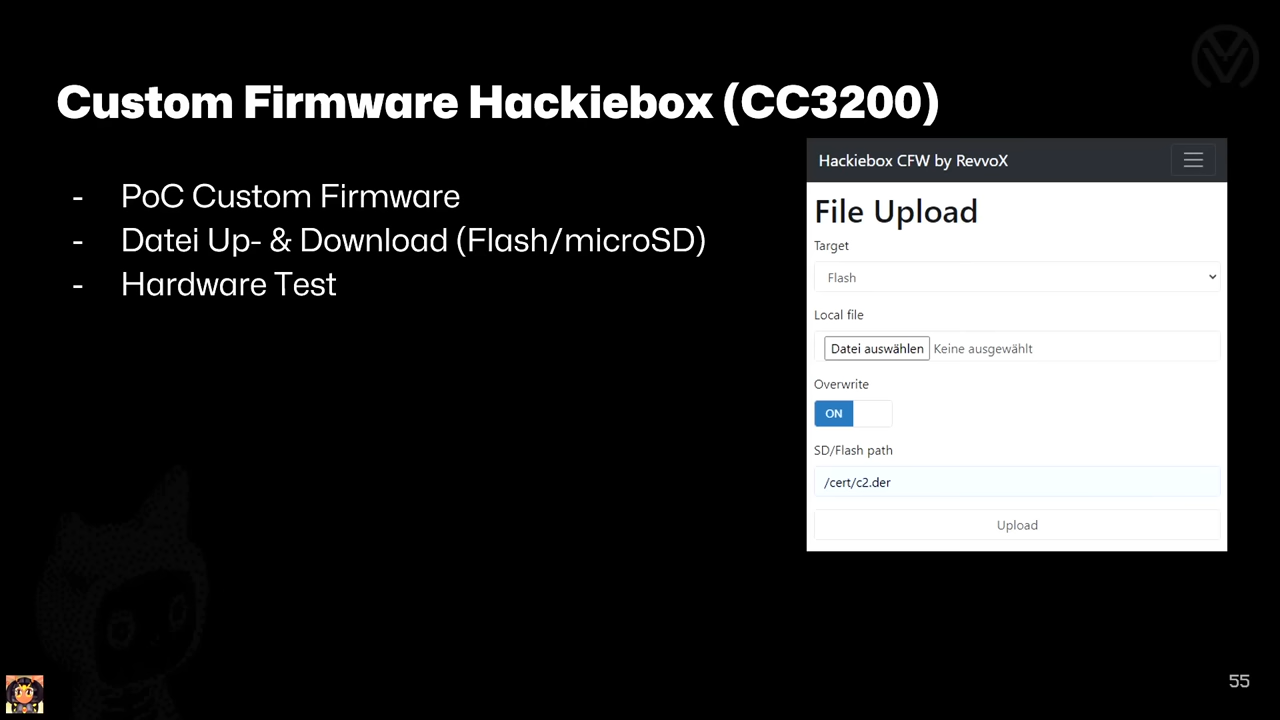 Custom Firmware Hackiebox (CC3200)
- PoC Custom Firmware
- Datei Up- & Download (Flash/microSD)
- Hardware Test
Hackiebox CFW by RevvoX
File Upload
Target
Flash
Local file
Datei auswählen Keine ausgewählt
Overwrite
ON
SD/Flash path
/cert/c2.der
Upload
55